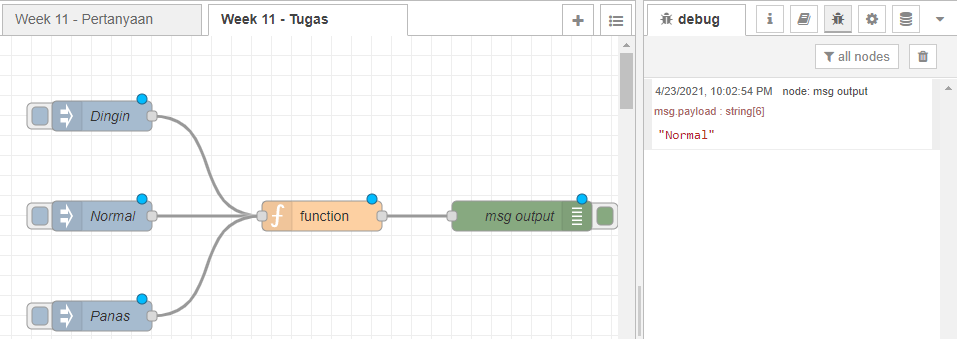 Week 11 - Pertanyaan
Week 11 - Tugas
debug
all nodes
4/23/2021, 10:02:54 PM node: msg output
msg.payload : string[6]
"Normal"
Dingin
Normal
function
msg output
Panas